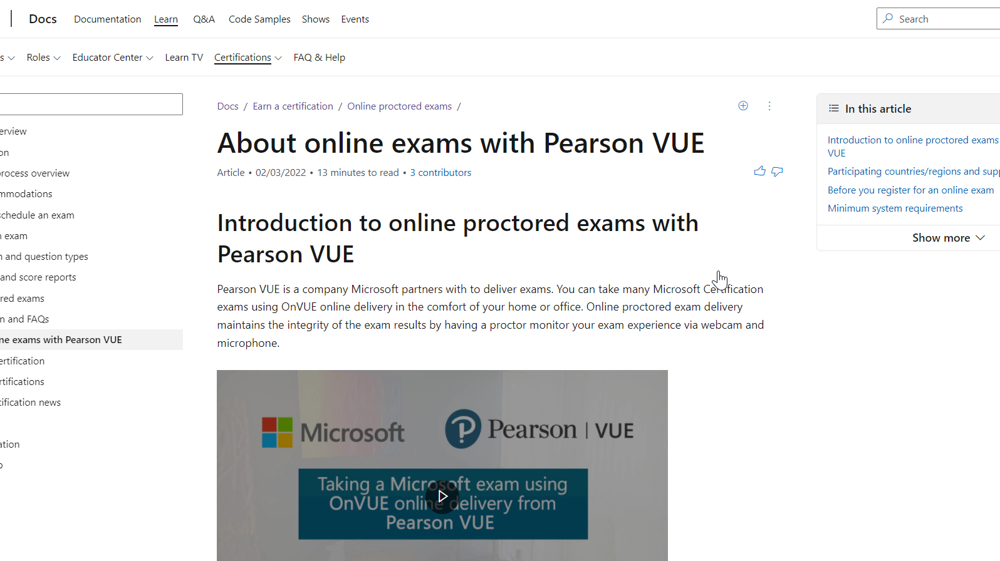 Docs Documentation Learn Q&A Code Samples Shows Events Search
s Roles Educator Center Learn TV Certifications FAQ & Help
erview
on
process overview
mmodations
schedule an exam
exam
and question types
and score reports
red exams
n and FAQs
ne exams with Pearson VUE
ertification
rtifications
tification news
ation
Docs / Earn a certification / Online proctored exams /
About online exams with Pearson VUE
Article • 02/03/2022 • 13 minutes to read • 3 contributors
Introduction to online proctored exams with
Pearson VUE
Pearson VUE is a company Microsoft partners with to deliver exams. You can take many Microsoft Certification
exams using OnVUE online delivery in the comfort of your home or office. Online proctored exam delivery
maintains the integrity of the exam results by having a proctor monitor your exam experience via webcam and
microphone.
Microsoft
Pearson | VUE
Taking a Microsoft exam using
OnVUE online delivery from
Pearson VUE
In this article
Introduction to online proctored exams
VUE
Participating countries/regions and supp
Before you register for an online exam
Minimum system requirements
Show more